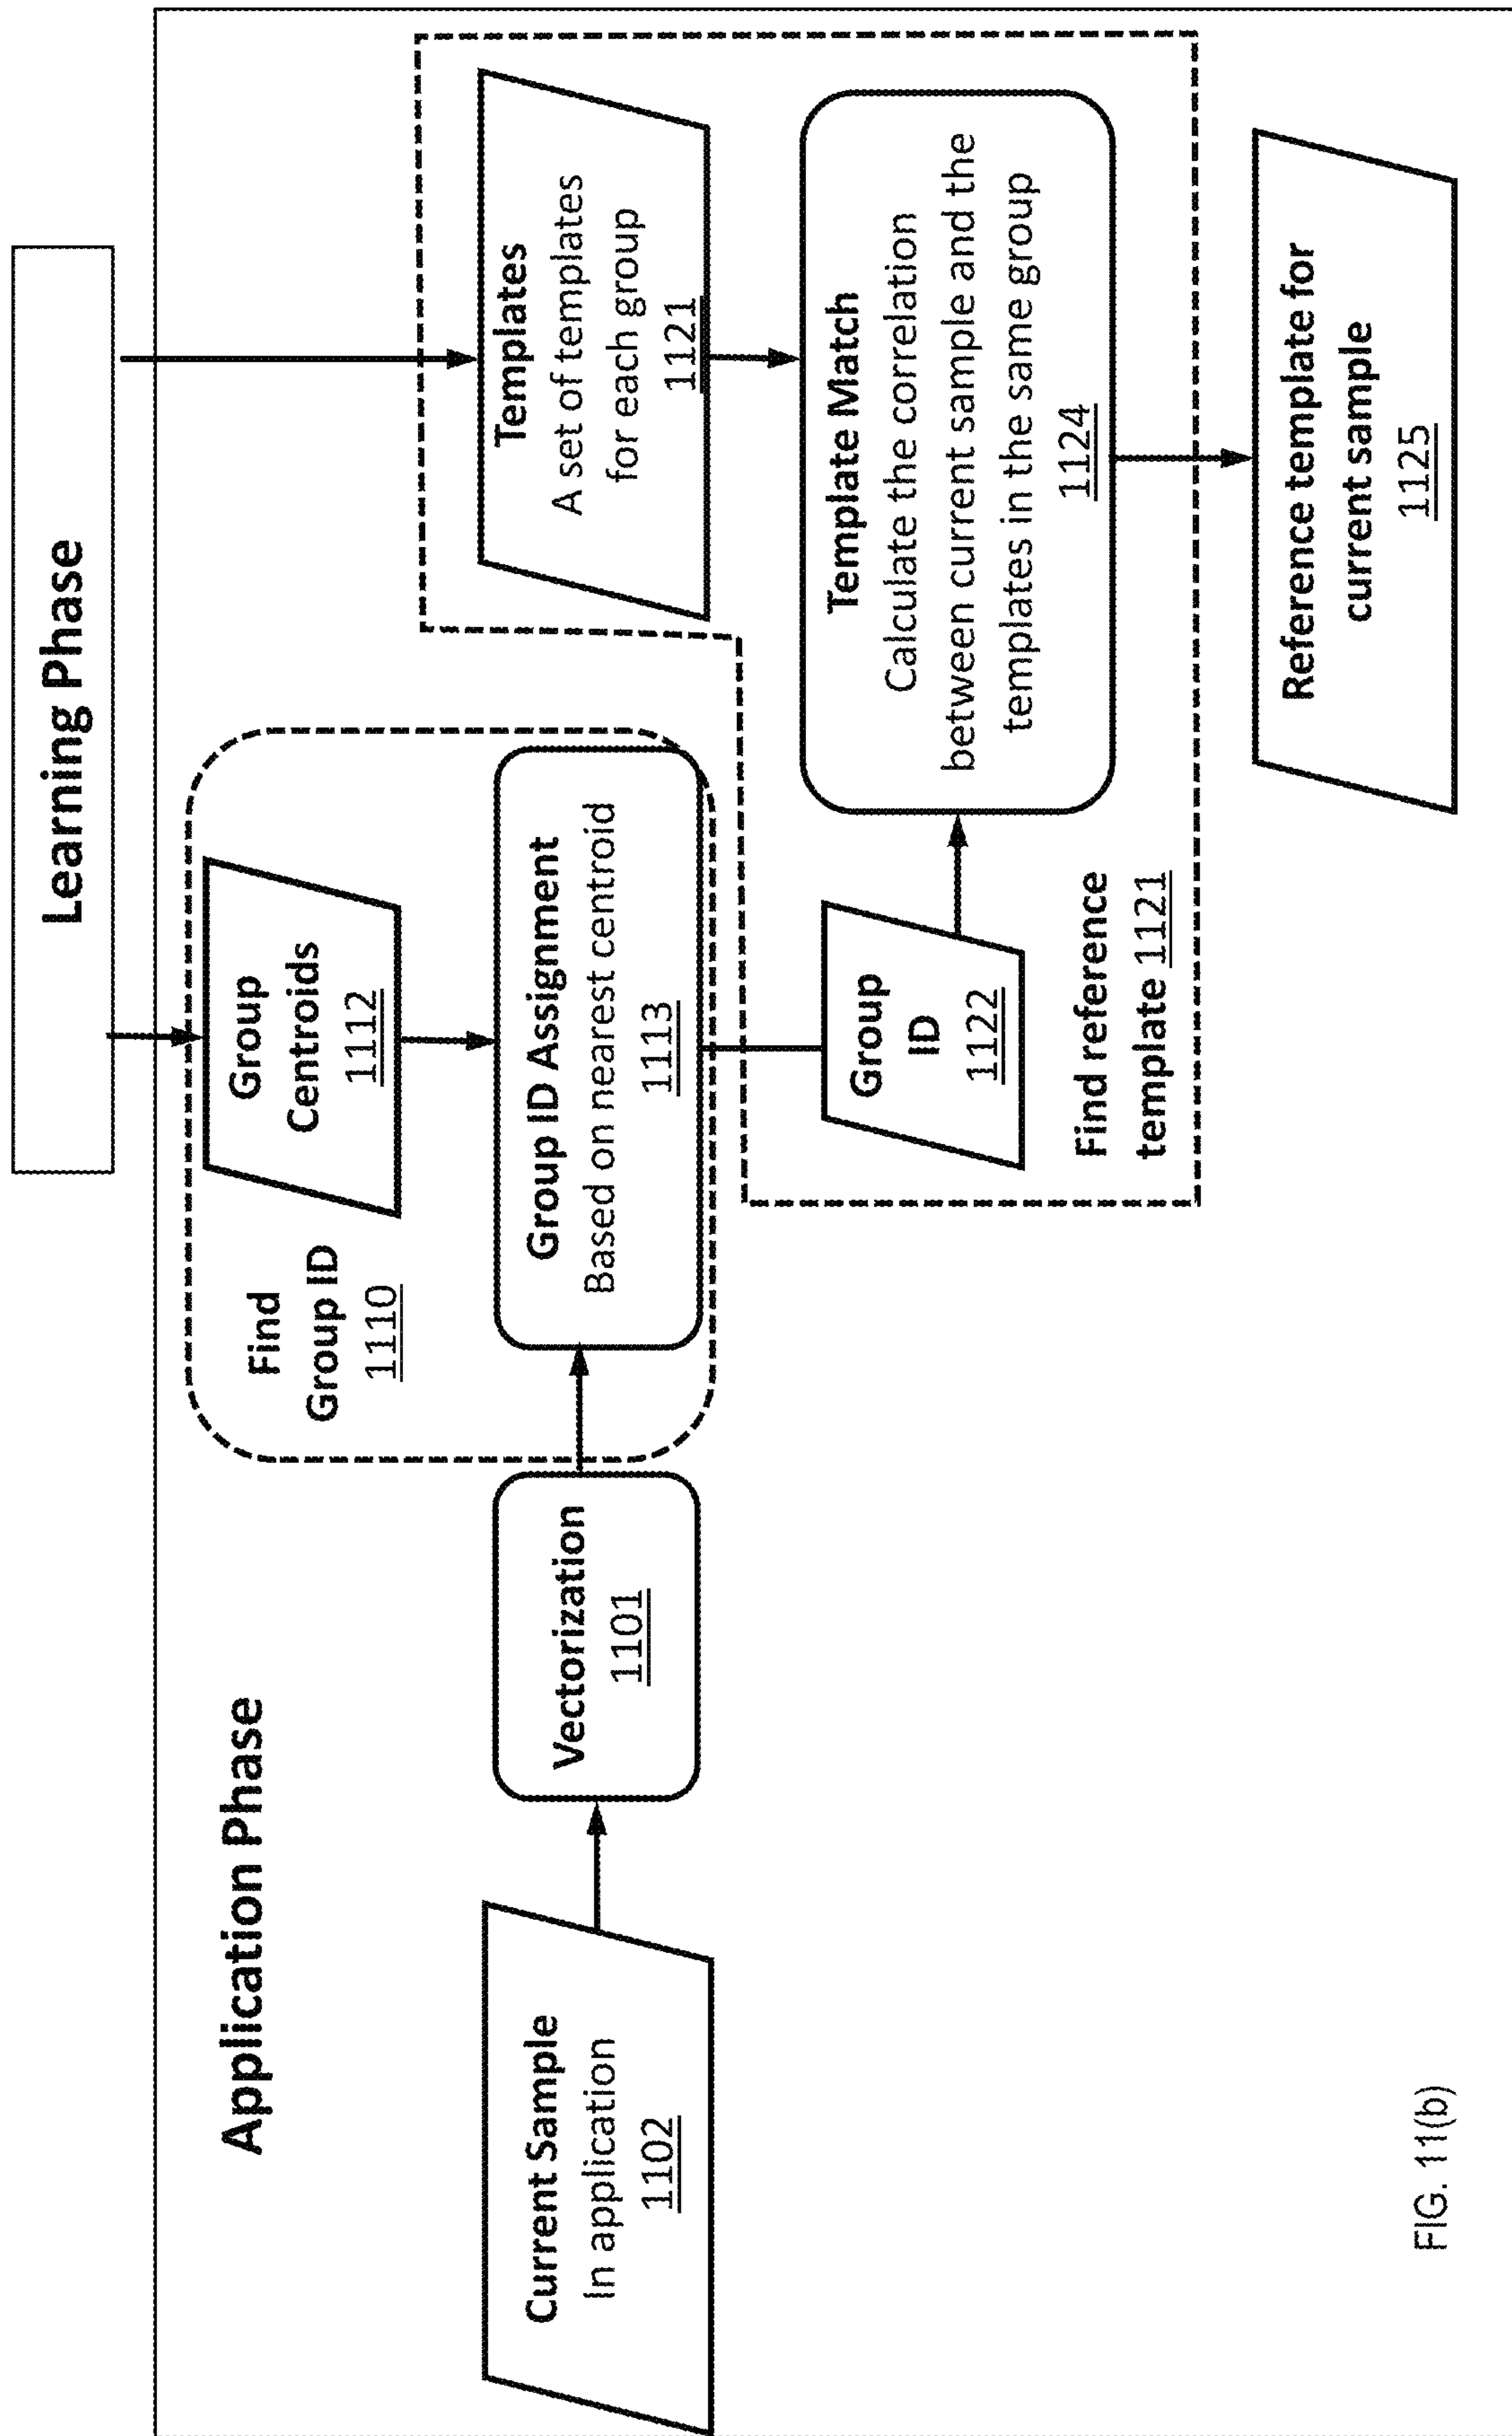 Learning Phase
Application Phase
Find
Group ID
1110
Group
Centroids
1112
Templates
A set of templates
for each group
1121
Current Sample
In application
1102
Vectorization
1101
Group ID Assignment
Based on nearest centroid
1113
Group
ID
1122
Template Match
Calculate the correlation
between current sample and the
templates in the same group
1124
Find reference
template 1121
Reference template for
current sample
1125
FIG. 11(b)